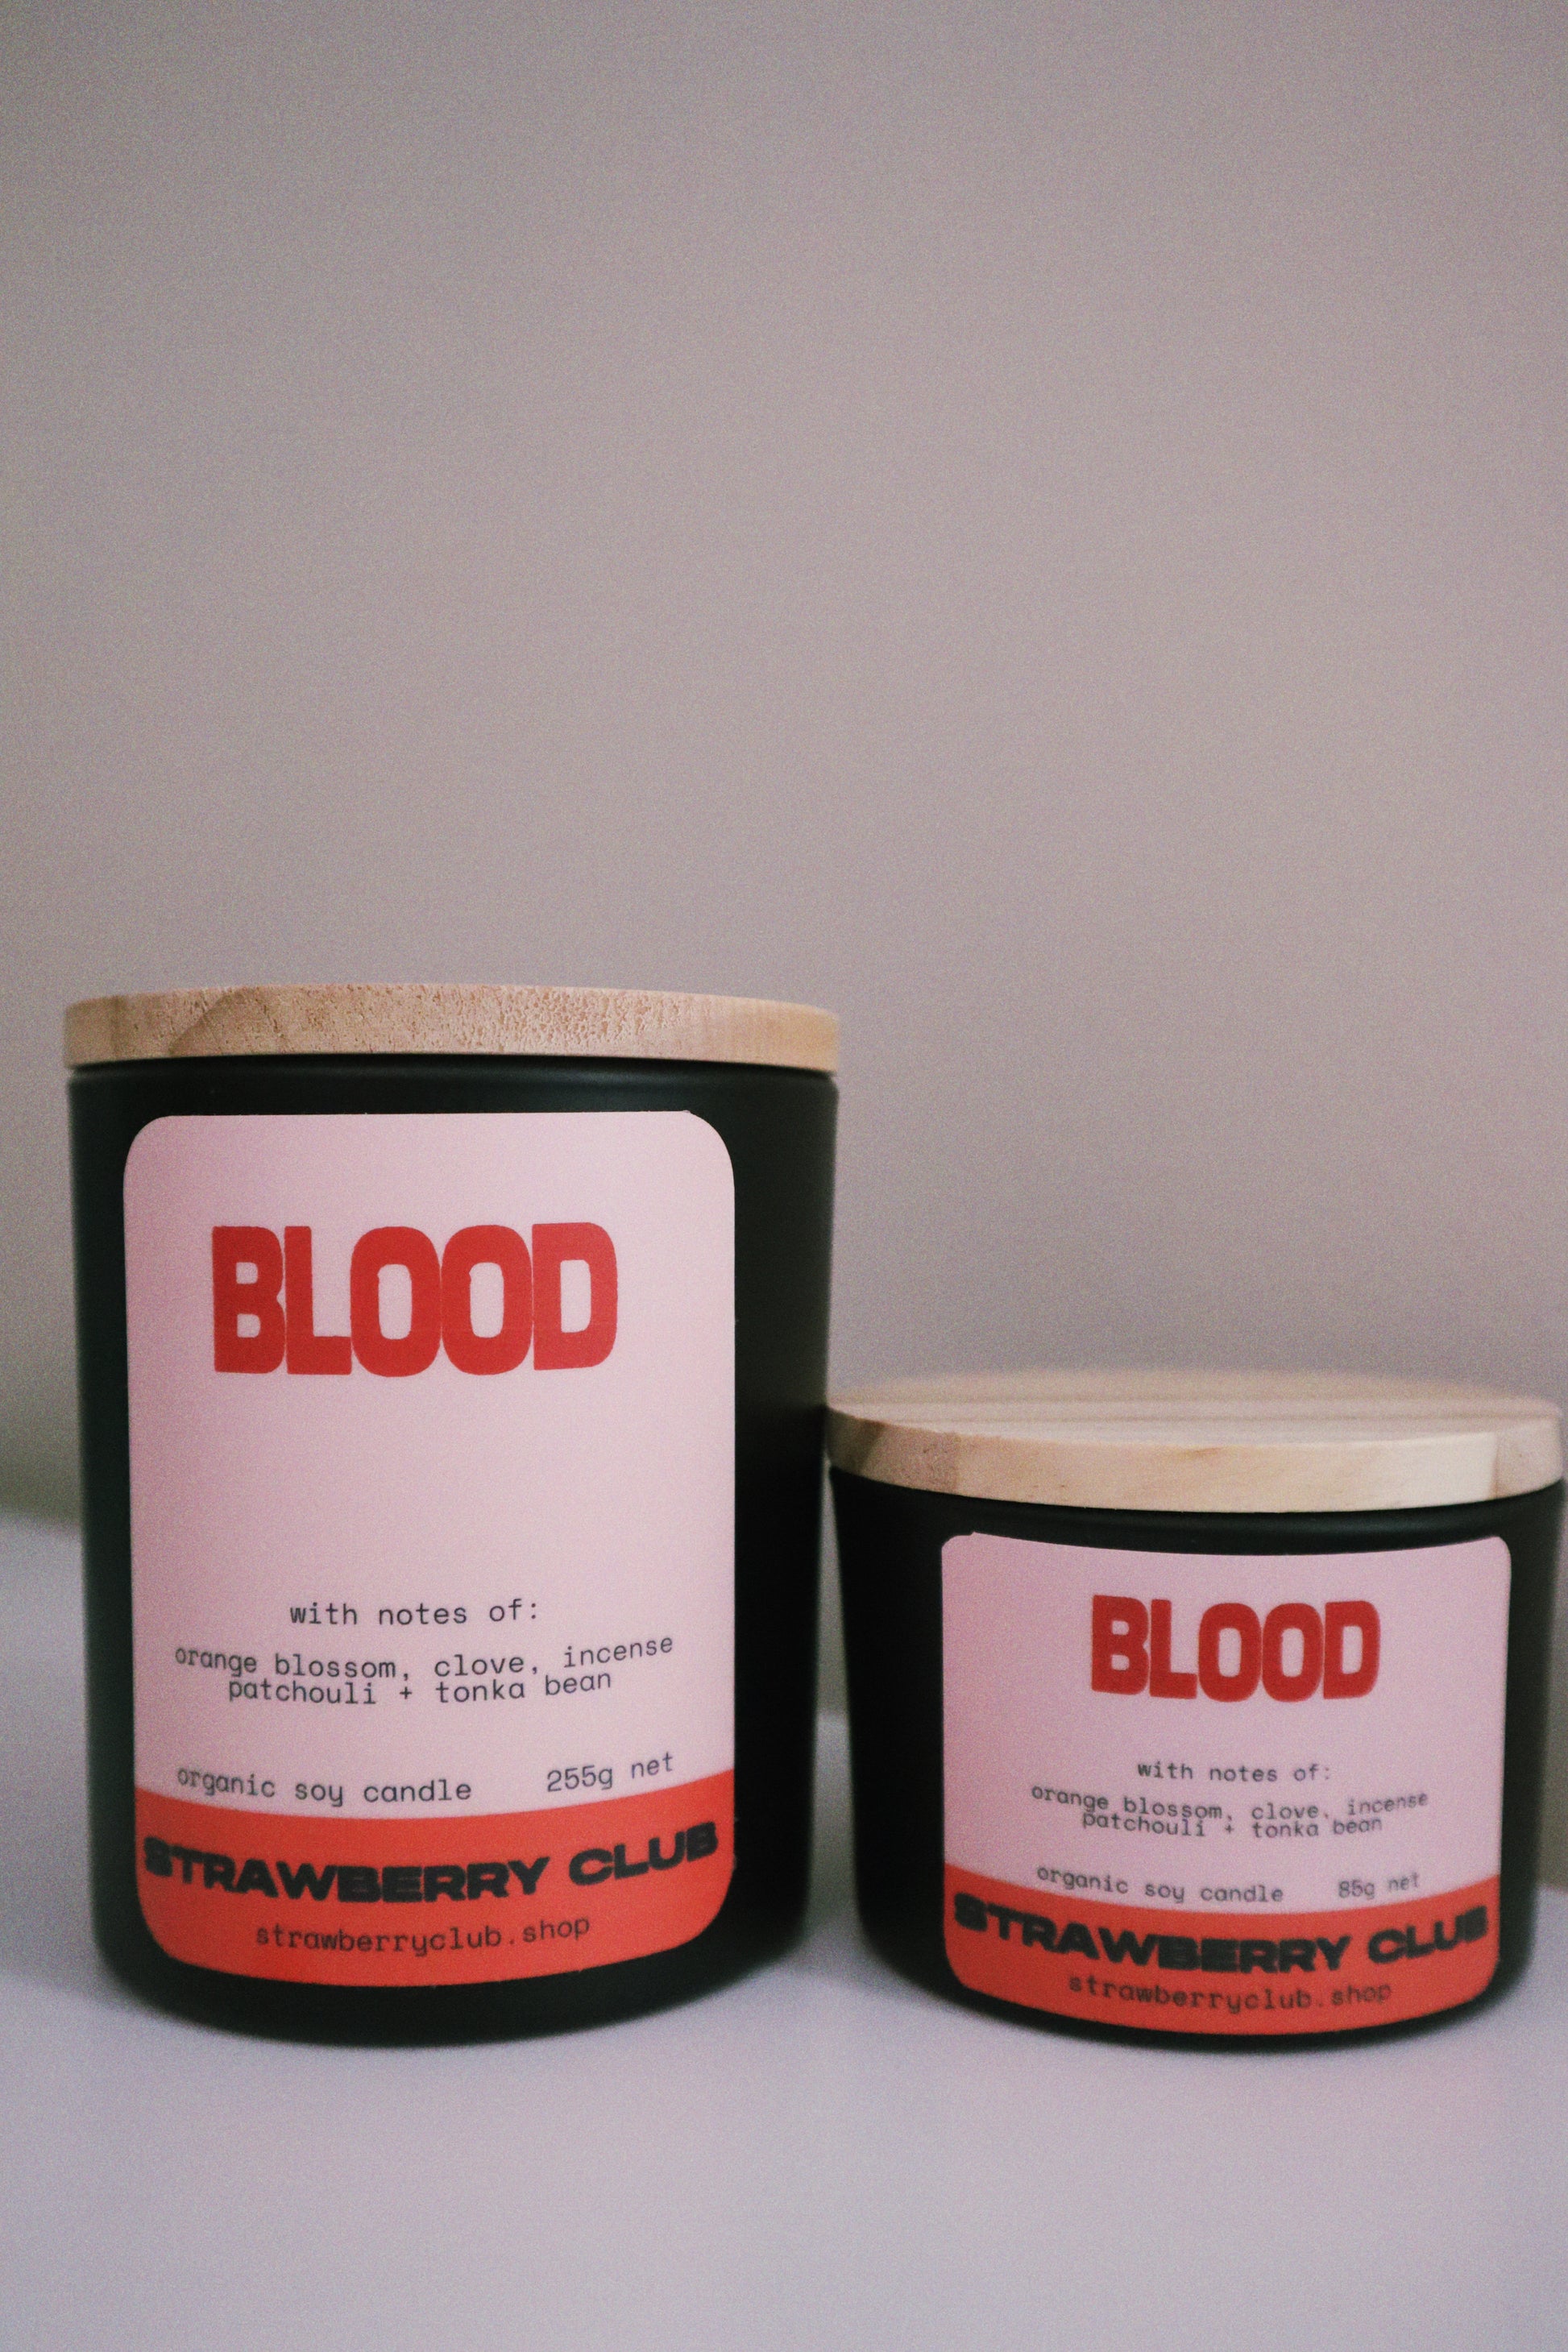 BLOOD
with notes of:
orange blossom, clove, incense
patchouli + tonka bean
organic soy candle 255g net
STRAWBERRY CLUB
strawberryclub.shop
BLOOD
with notes of:
orange blossom, clove, incense
patchouli + tonka bean
organic soy candle 85g net
STRAWBERRY CLUB
strawberryclub.shop